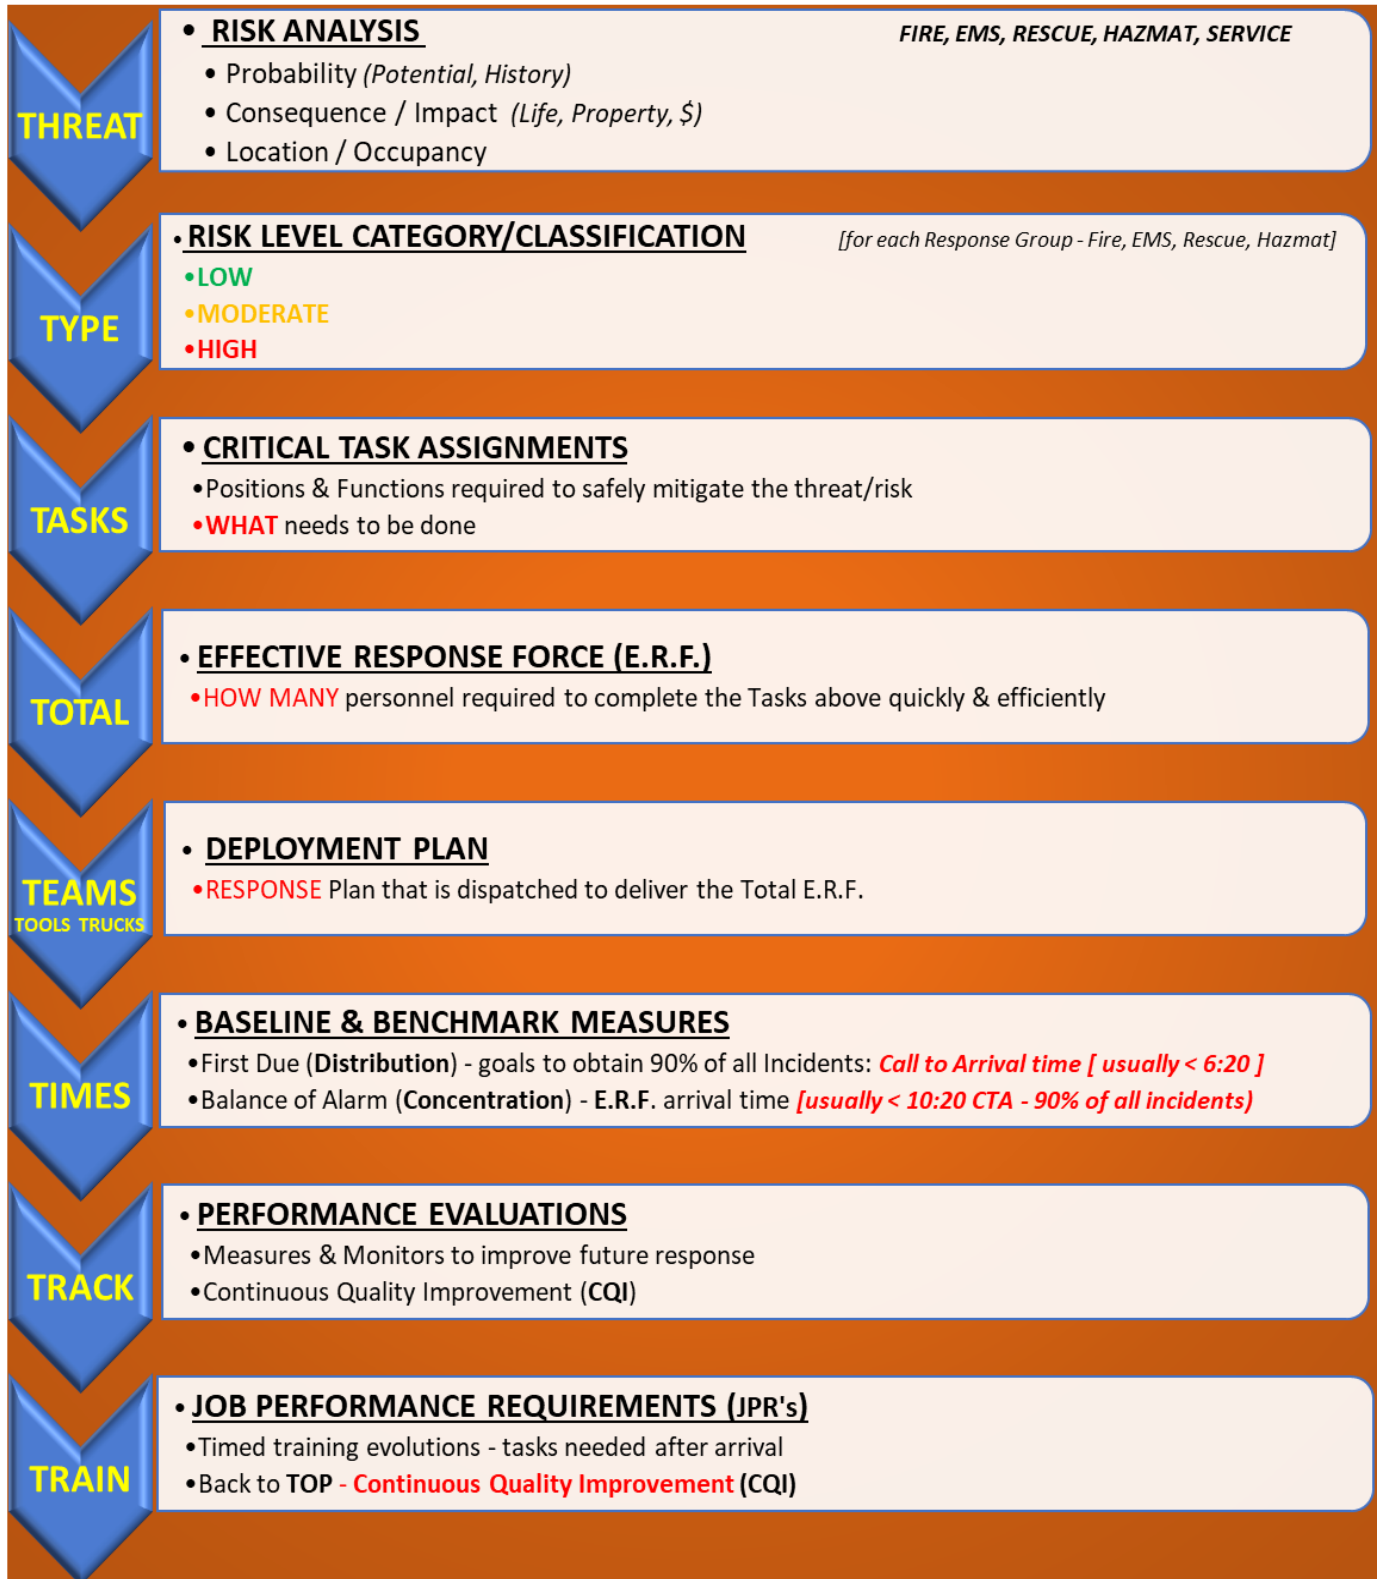 THREAT
• RISK ANALYSIS FIRE, EMS, RESCUE, HAZMAT, SERVICE
• Probability (Potential, History)
• Consequence / Impact (Life, Property, $)
• Location / Occupancy
TYPE
• RISK LEVEL CATEGORY/CLASSIFICATION [for each Response Group - Fire, EMS, Rescue, Hazmat]
•LOW
•MODERATE
•HIGH
TASKS
• CRITICAL TASK ASSIGNMENTS
•Positions & Functions required to safely mitigate the threat/risk
•WHAT needs to be done
TOTAL
• EFFECTIVE RESPONSE FORCE (E.R.F.)
•HOW MANY personnel required to complete the Tasks above quickly & efficiently
TEAMS
TOOLS TRUCKS
• DEPLOYMENT PLAN
•RESPONSE Plan that is dispatched to deliver the Total E.R.F.
TIMES
• BASELINE & BENCHMARK MEASURES
•First Due (Distribution) - goals to obtain 90% of all Incidents: Call to Arrival time [ usually < 6:20 ]
•Balance of Alarm (Concentration) - E.R.F. arrival time [usually < 10:20 CTA - 90% of all incidents)
TRACK
• PERFORMANCE EVALUATIONS
•Measures & Monitors to improve future response
•Continuous Quality Improvement (CQI)
TRAIN
• JOB PERFORMANCE REQUIREMENTS (JPR's)
•Timed training evolutions - tasks needed after arrival
•Back to TOP - Continuous Quality Improvement (CQI)